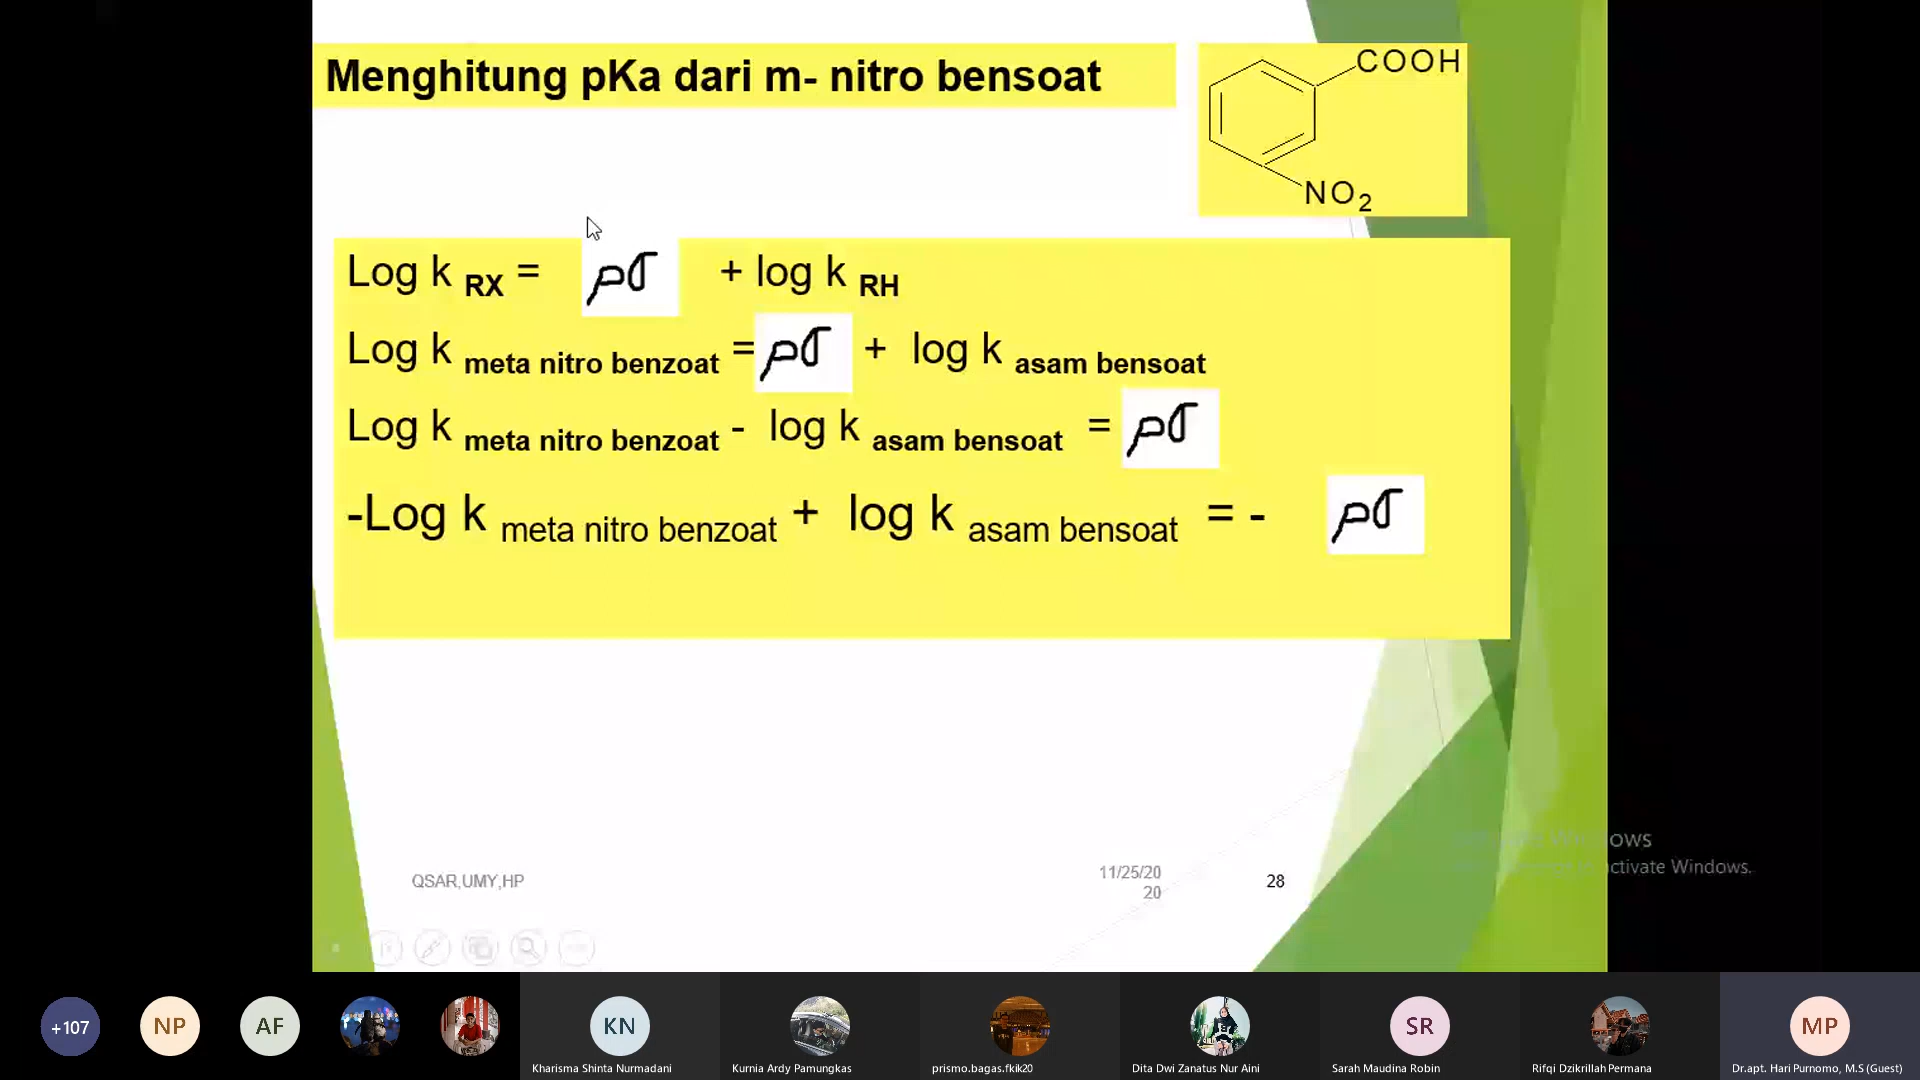 Menghitung pKa dari m- nitro bensoat
COOH
NO2
Log k RX = ρσ + log k RH
Log k meta nitro benzoat = ρσ + log k asam bensoat
Log k meta nitro benzoat - log k asam bensoat = ρσ
-Log k meta nitro benzoat + log k asam bensoat = - ρσ
ows
ctivate Windows.
QSAR,UMY,HP
11/25/20
20
28
+107
NP
AF
KN
SR
MP
Kharisma Shinta Nurmadani
Kurnia Ardy Pamungkas
prismo.bagas.fkik20
Dita Dwi Zanatus Nur Aini
Sarah Maudina Robin
Rifqi Dzikrillah Permana
Dr.apt. Hari Purnomo, M.S (Guest)